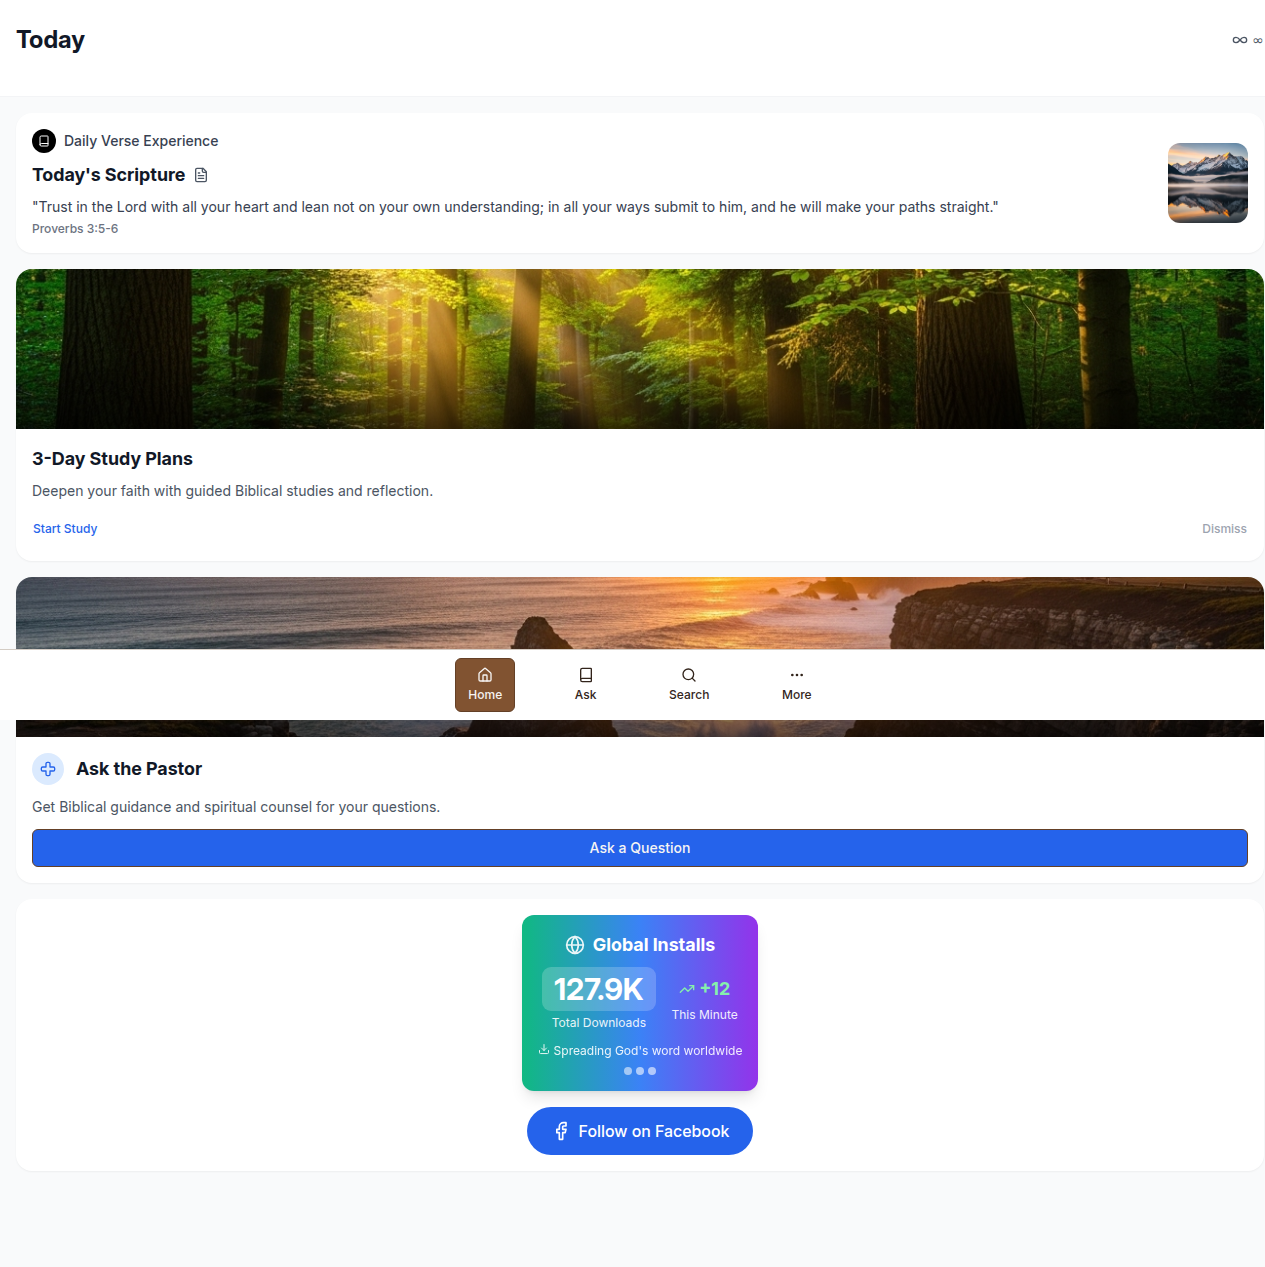 Today
∞
Daily Verse Experience
Today's Scripture
"Trust in the Lord with all your heart and lean not on your own understanding; in all your ways submit to him, and he will make your paths straight."
Proverbs 3:5-6
3-Day Study Plans
Deepen your faith with guided Biblical studies and reflection.
Start Study Dismiss
Home Ask Search More
Ask the Pastor
Get Biblical guidance and spiritual counsel for your questions.
Ask a Question
Global Installs
127.9K +12
Total Downloads This Minute
Spreading God's word worldwide
Follow on Facebook